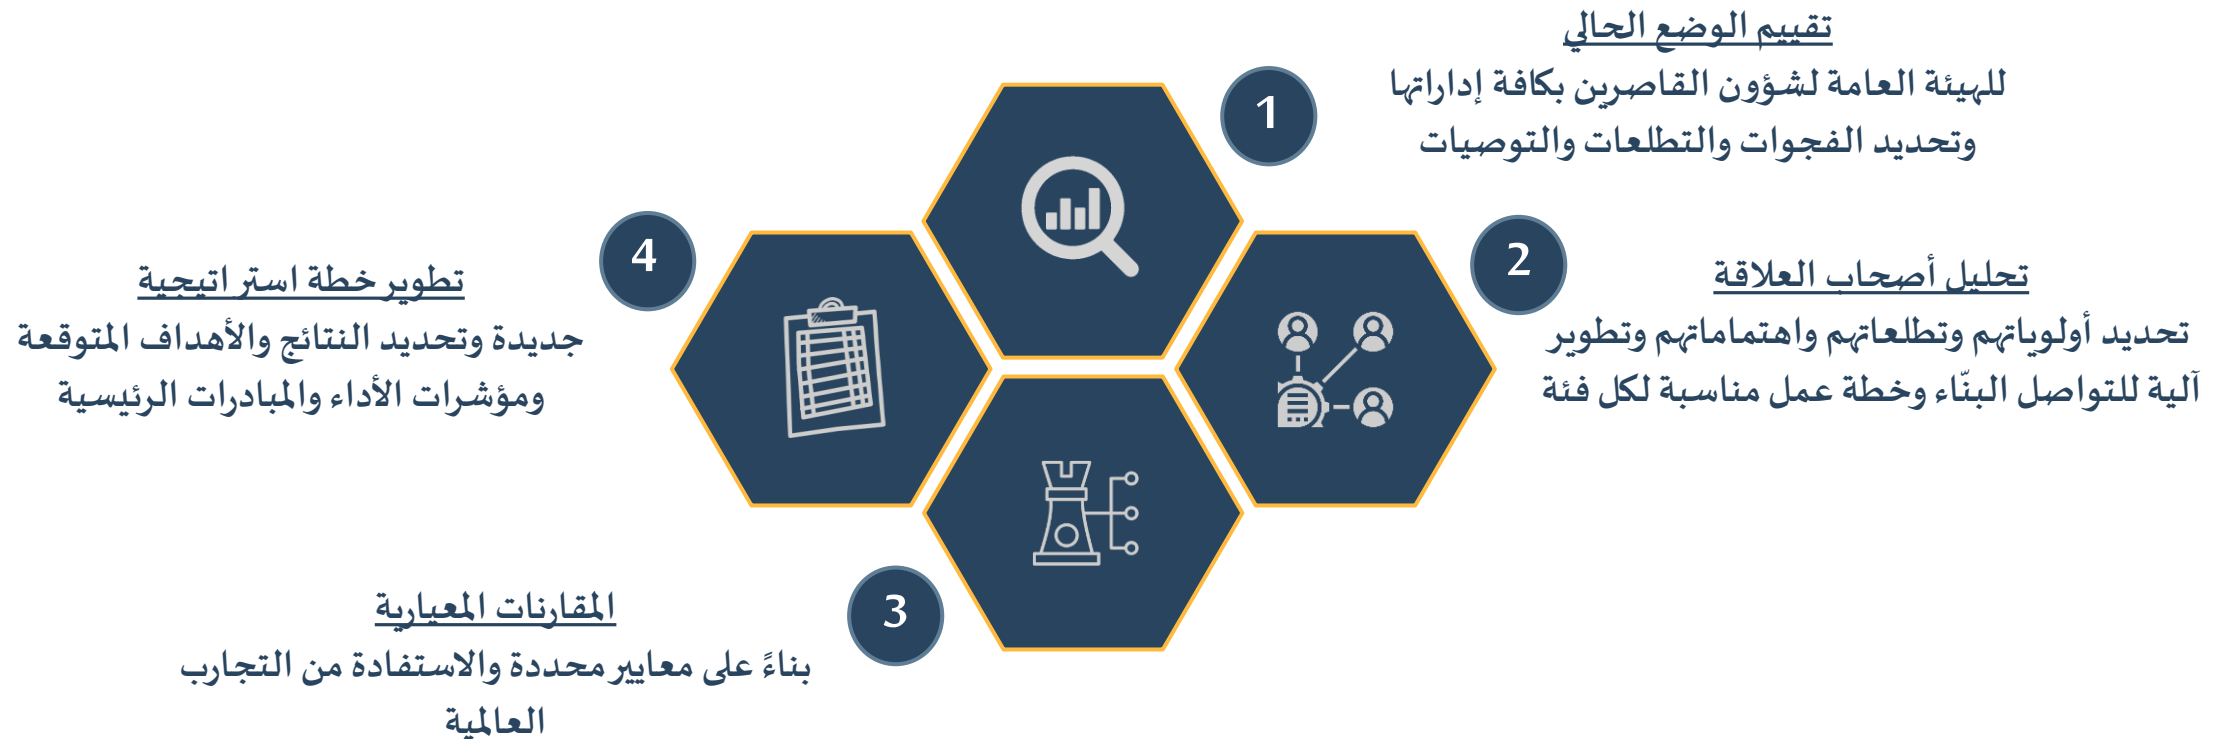 1
تقييم الوضع الحالي
للهيئة العامة لشؤون القاصرين بكافة إداراتها
وتحديد الفجوات والتطلعات والتوصيات
2
تحليل أصحاب العلاقة
تحديد أولوياتهم وتطلعاتهم واهتماماتهم وتطوير
آلية للتواصل البنّاء وخطة عمل مناسبة لكل فئة
3
المقارنات المعيارية
بناءً على معايير محددة والاستفادة من التجارب
العالمية
4
تطوير خطة استراتيجية
جديدة وتحديد النتائج والأهداف المتوقعة
ومؤشرات الأداء والمبادرات الرئيسية